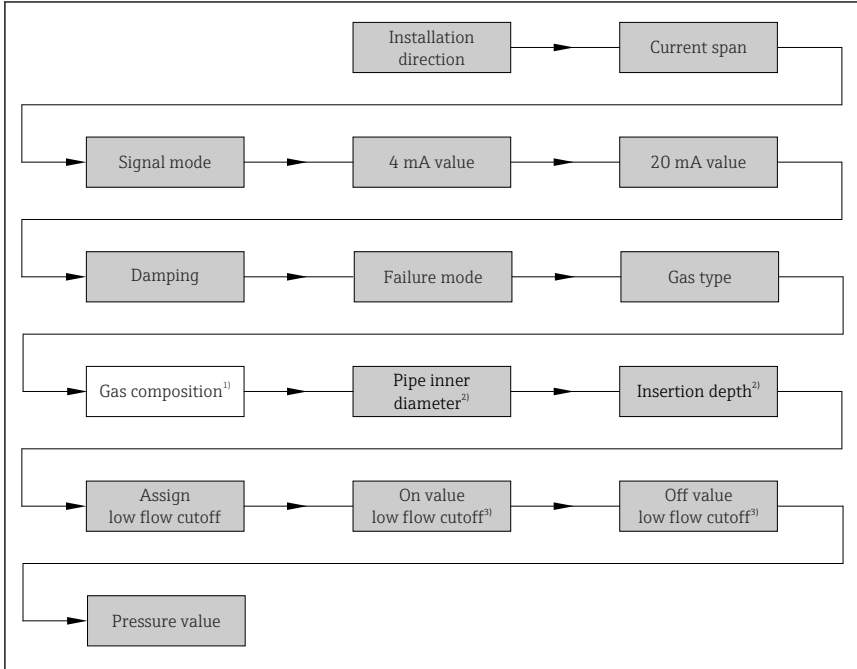 Installation
direction
Current span
Signal mode
4 mA value
20 mA value
Damping
Failure mode
Gas type
Gas composition1)
Pipe inner
diameter2)
Insertion depth2)
Assign
low flow cutoff
On value
low flow cutoff3)
Off value
low flow cutoff3)
Pressure value